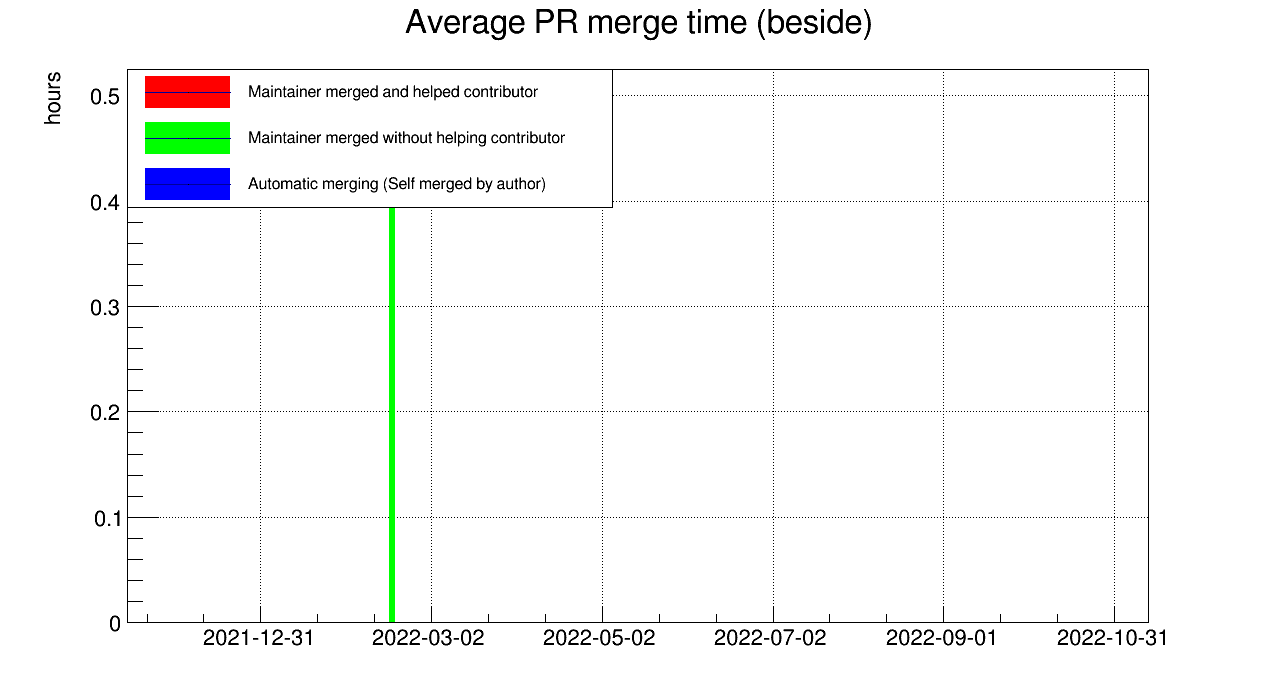 Average PR merge time (beside)
hours
Maintainer merged and helped contributor
Maintainer merged without helping contributor
Automatic merging (Self merged by author)
0.5
0.4
0.3
0.2
0.1
0
2021-12-31 2022-03-02 2022-05-02 2022-07-02 2022-09-01 2022-10-31